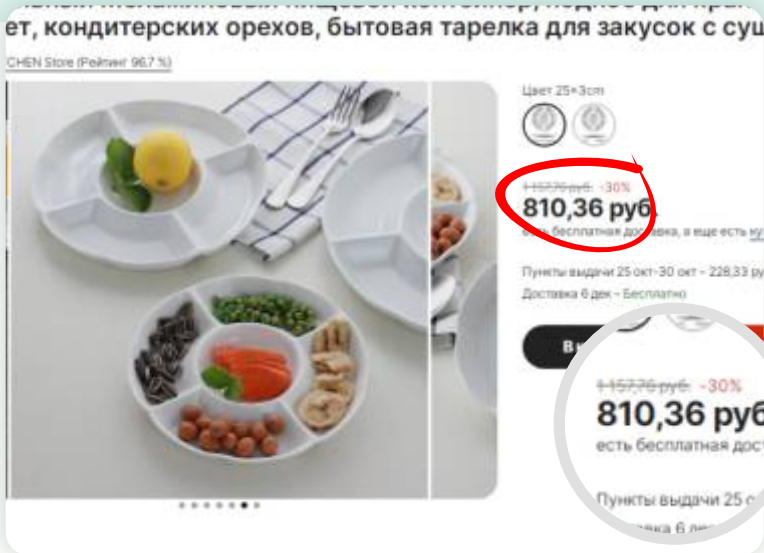 ет, кондитерских орехов, бытовая тарелка для закусок с суш
CHEN Store (Рейтинг 96,7 %)
Цвет 25*3cm
1 157,76 руб. -30%
810,36 руб.
есть бесплатная доставка, а еще есть
Пункты выдачи 25 окт-30 окт – 228,33 ру
Доставка 6 дек – Бесплатно
В
1 157,76 руб. -30%
810,36 руб
есть бесплатная дост
Пункты выдачи 25 о